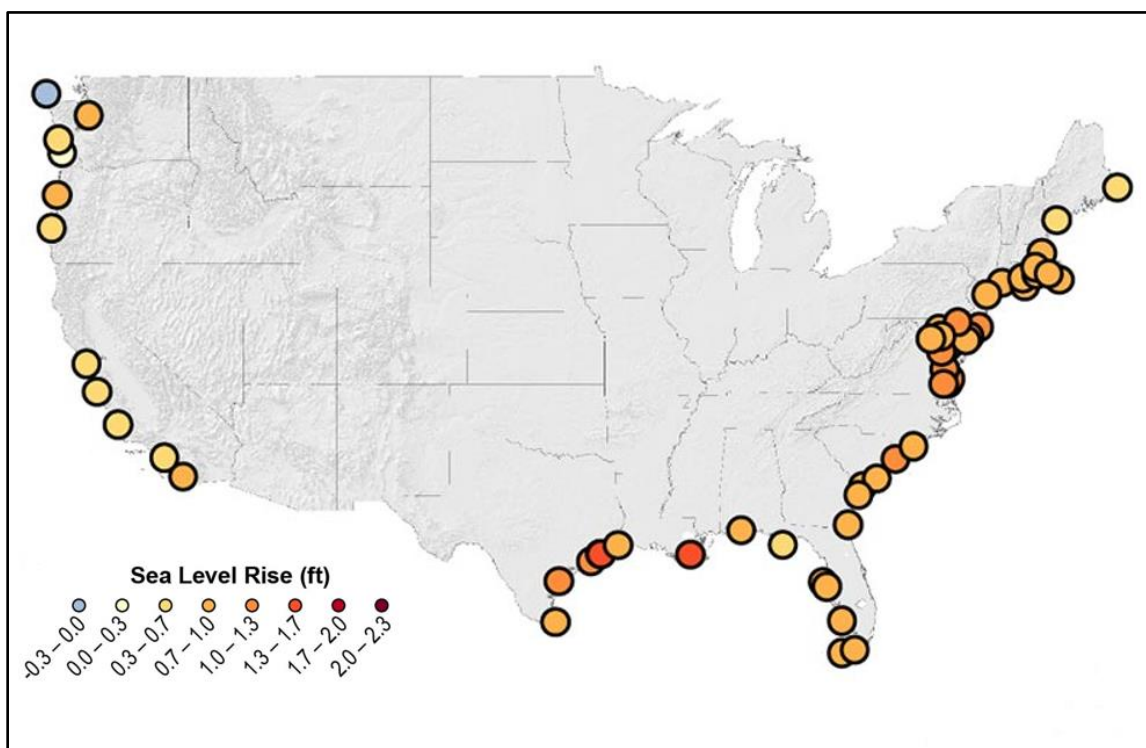 Sea Level Rise (ft)
-0.3 – 0.0
0.0 – 0.3
0.3 – 0.7
0.7 – 1.0
1.0 – 1.3
1.3 – 1.7
1.7 – 2.0
2.0 – 2.3